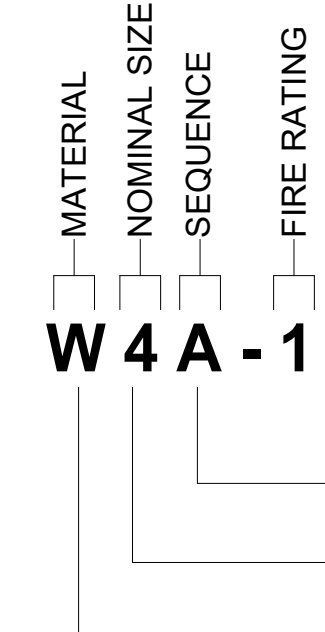 MATERIAL
NOMINAL SIZE
SEQUENCE
FIRE RATING
W 4 A - 1